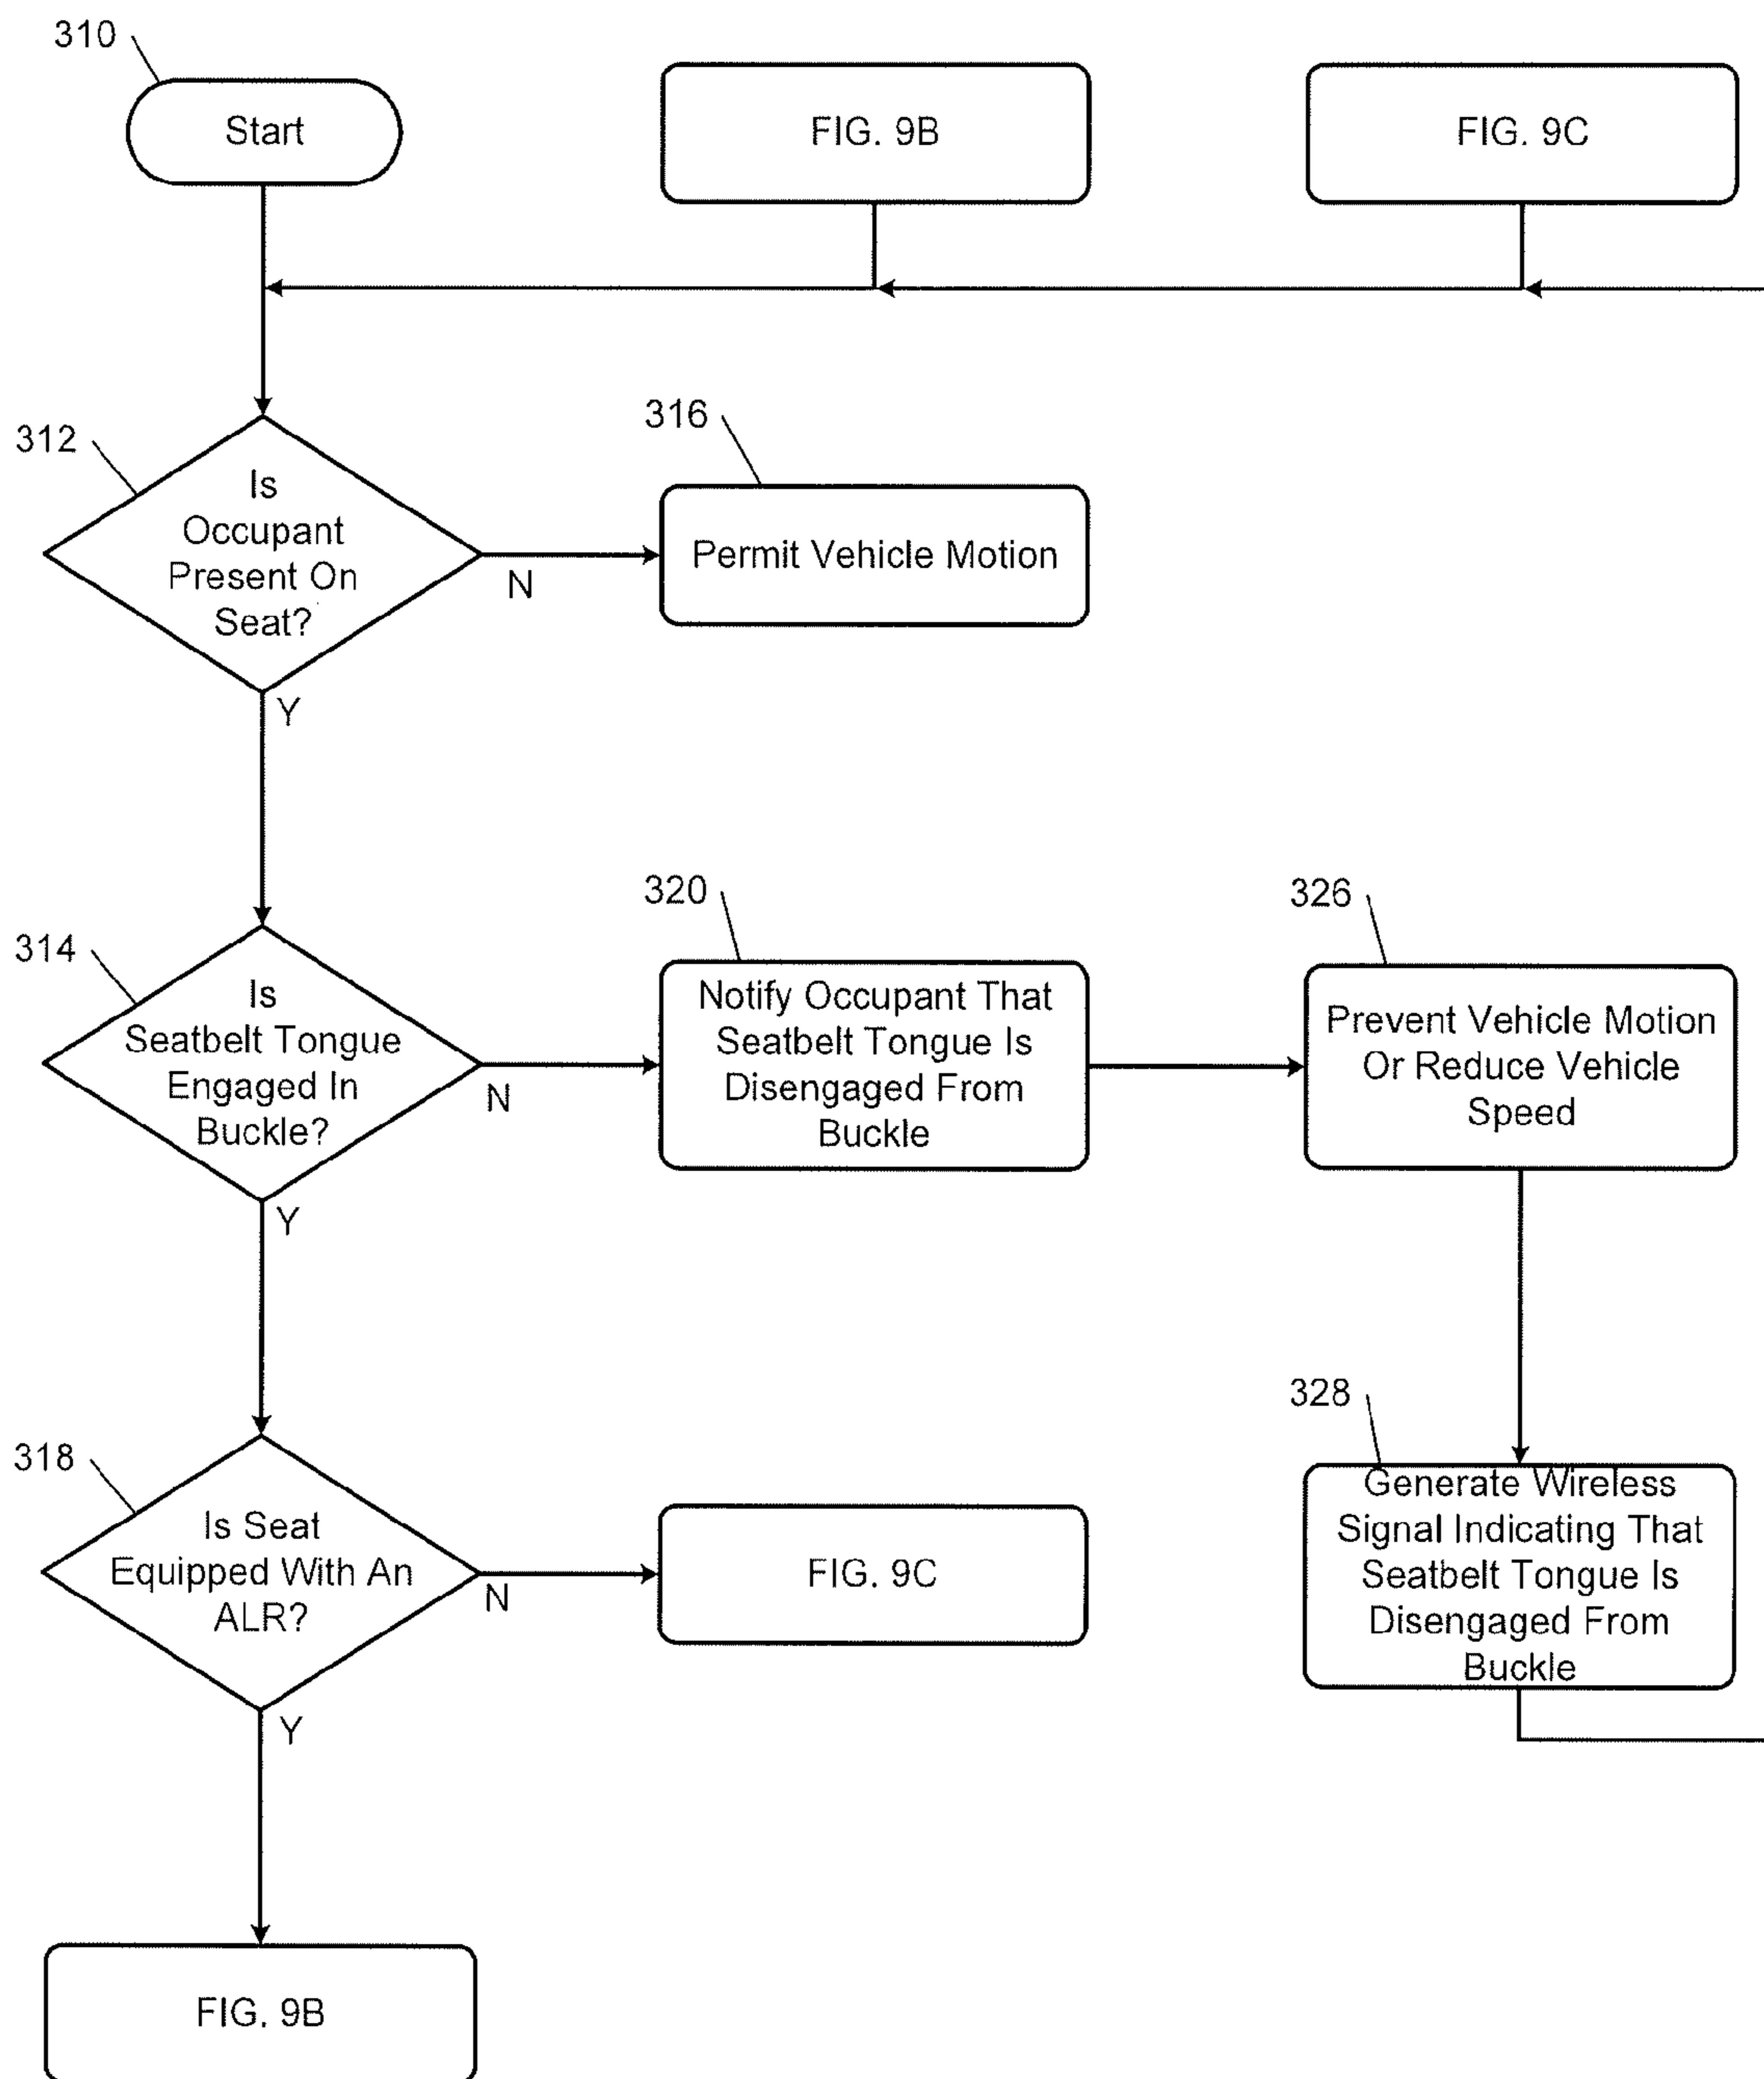 310
Start
FIG. 9B
FIG. 9C
312
Is
Occupant
Present On
Seat?
N
Y
316
Permit Vehicle Motion
314
Is
Seatbelt Tongue
Engaged In
Buckle?
N
Y
320
Notify Occupant That
Seatbelt Tongue Is
Disengaged From
Buckle
326
Prevent Vehicle Motion
Or Reduce Vehicle
Speed
318
Is Seat
Equipped With An
ALR?
N
Y
FIG. 9C
328
Generate Wireless
Signal Indicating That
Seatbelt Tongue Is
Disengaged From
Buckle
FIG. 9B